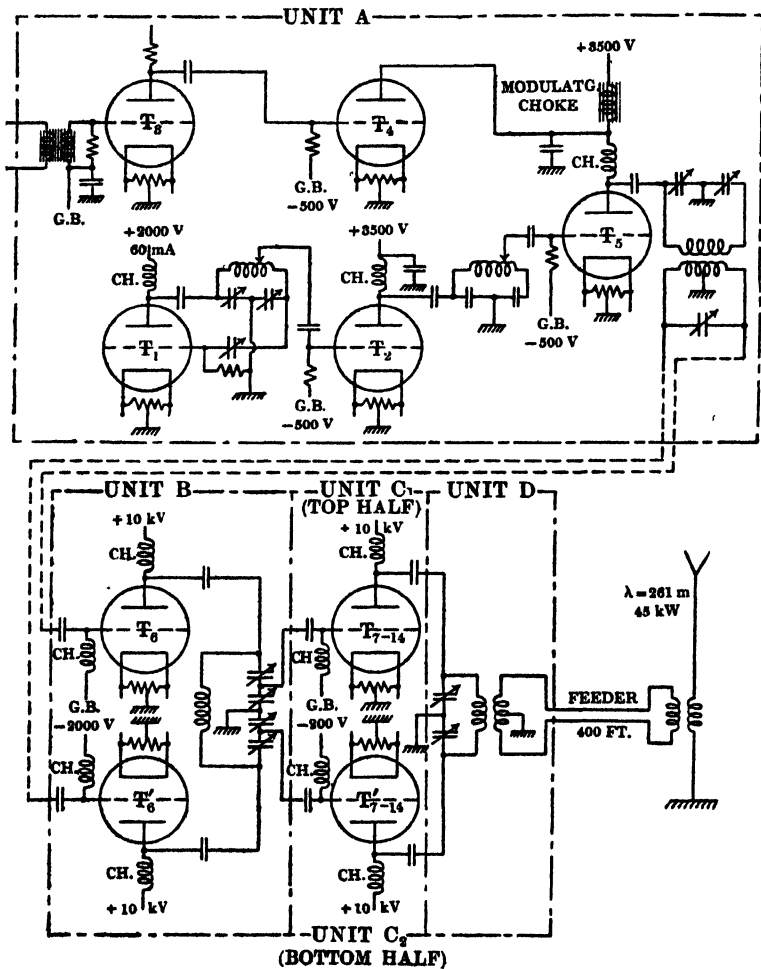 UNIT A
+3500 V
MODULATG.
CHOKE
T3
T4
CH.
G.B.
G.B.
-500 V
T5
+2000 V
60 mA
+3500 V
CH.
CH.
G.B.
-500 V
T1
T2
G.B.
-500 V
UNIT B
UNIT C1
(TOP HALF)
UNIT D
+10 kV
+10 kV
CH.
CH.
λ=261 m
45 kW
T6
T7-14
CH.
CH.
G.B.
-2000 V
G.B.
-200 V
FEEDER
400 FT.
CH.
CH.
T'6
T'7-14
CH.
CH.
+10 kV
+10 kV
UNIT C2
(BOTTOM HALF)